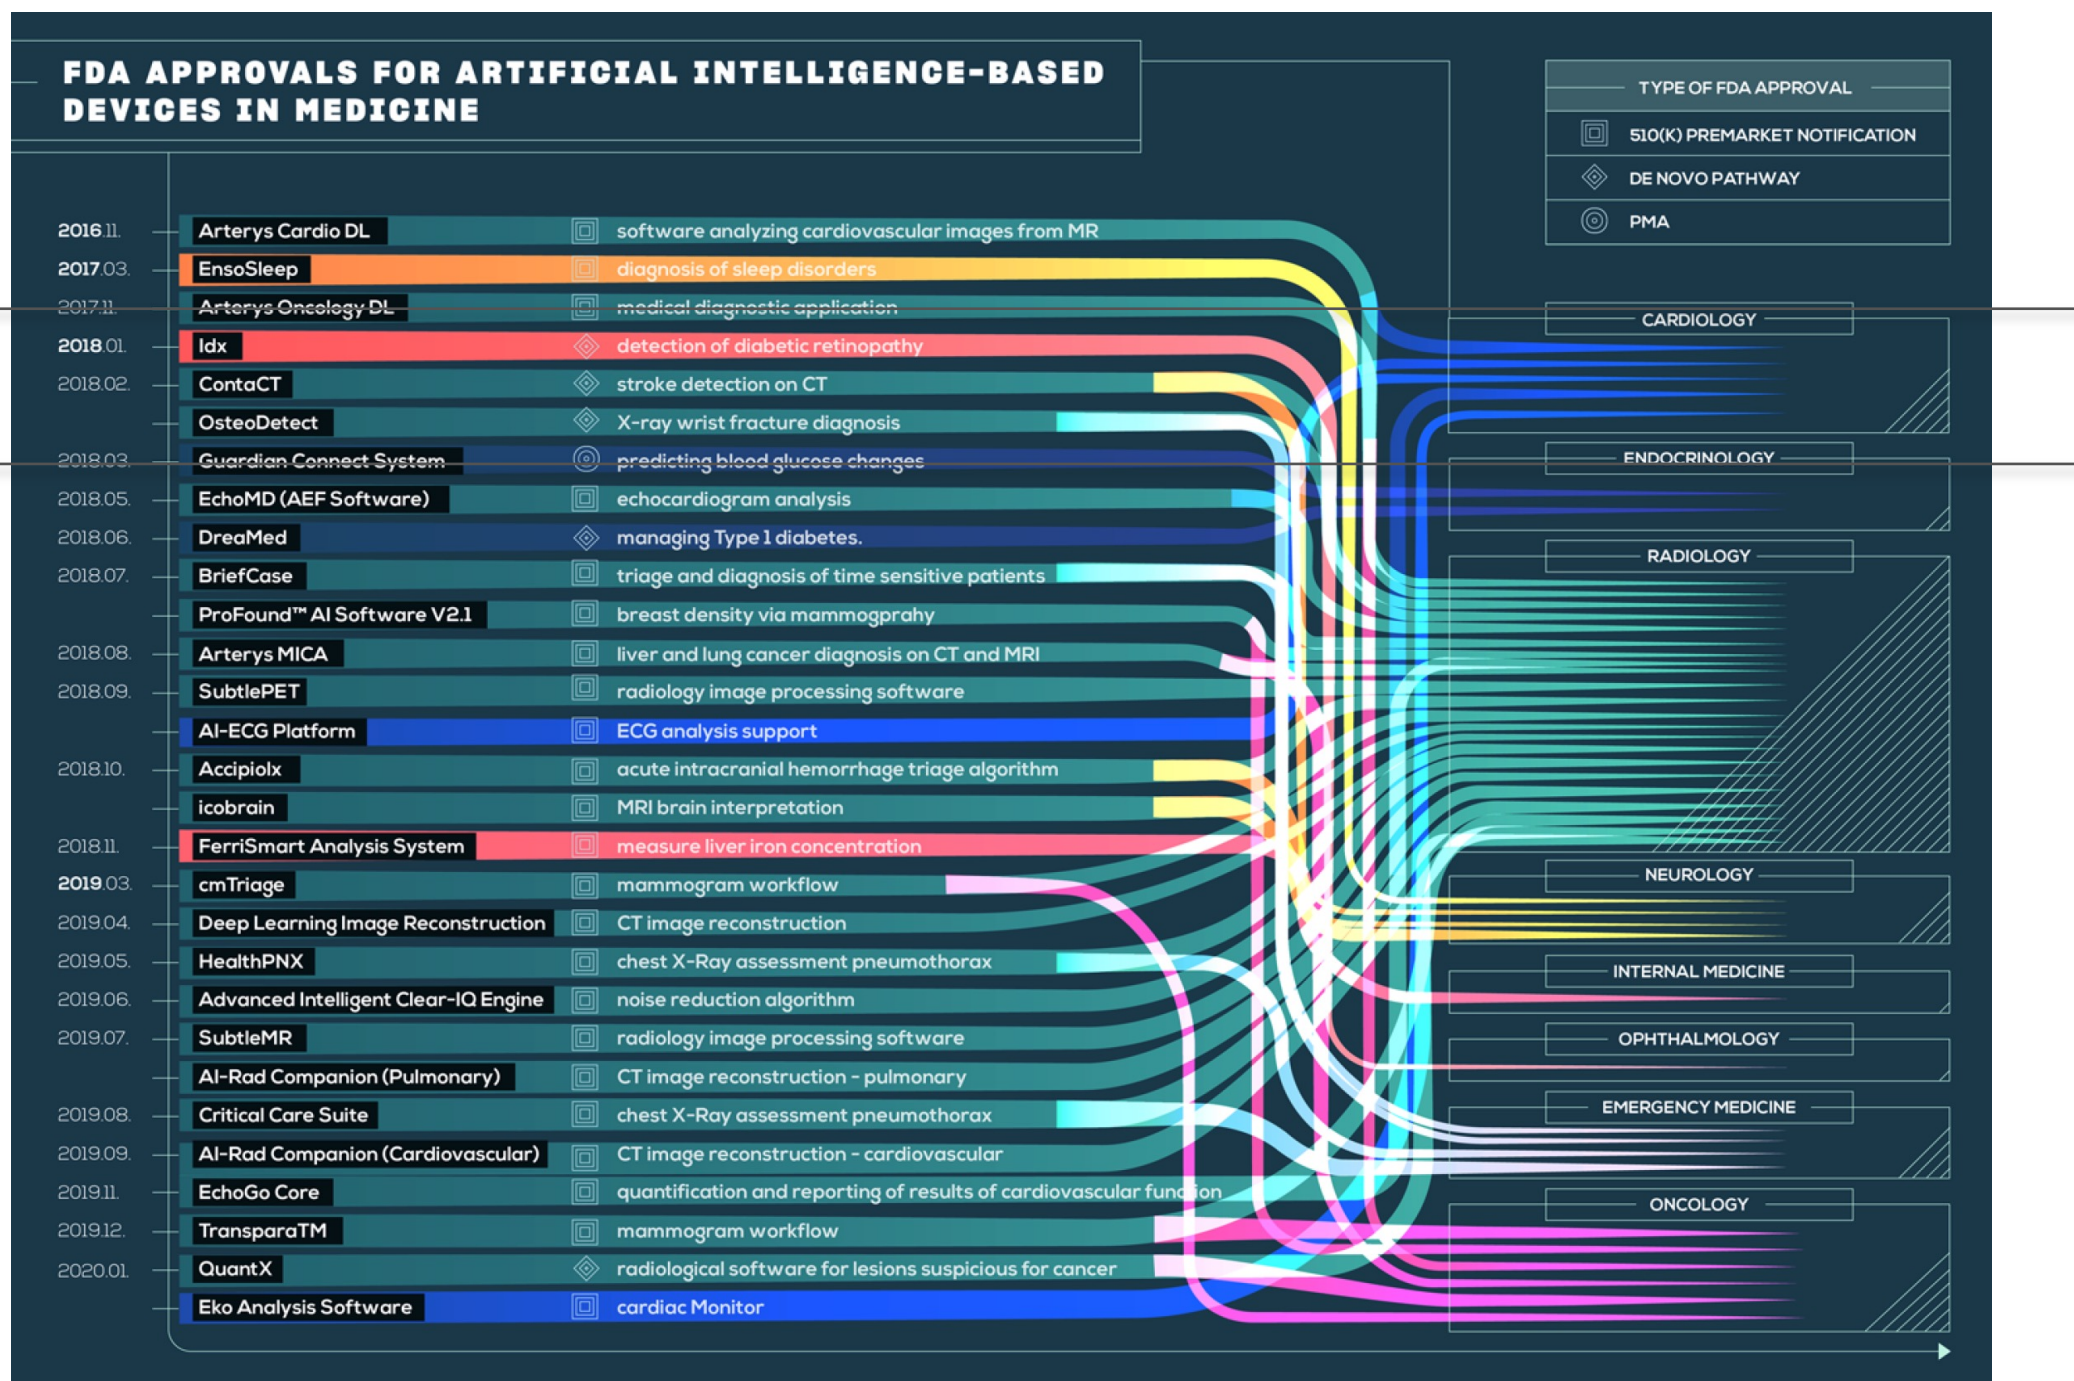 FDA APPROVALS FOR ARTIFICIAL INTELLIGENCE-BASED
DEVICES IN MEDICINE
TYPE OF FDA APPROVAL
510(K) PREMARKET NOTIFICATION
DE NOVO PATHWAY
PMA
2016.11. Arterys Cardio DL software analyzing cardiovascular images from MR
2017.03. EnsoSleep diagnosis of sleep disorders
2017.11. Arterys Oncology DL medical diagnostic application
2018.01. Idx detection of diabetic retinopathy
2018.02. ContaCT stroke detection on CT
OsteoDetect X-ray wrist fracture diagnosis
2018.03. Guardian Connect System predicting blood glucose changes
2018.05. EchoMD (AEF Software) echocardiogram analysis
2018.06. DreaMed managing Type 1 diabetes.
2018.07. BriefCase triage and diagnosis of time sensitive patients
ProFound™ AI Software V2.1 breast density via mammogprahy
2018.08. Arterys MICA liver and lung cancer diagnosis on CT and MRI
2018.09. SubtlePET radiology image processing software
AI-ECG Platform ECG analysis support
2018.10. Accipiolx acute intracranial hemorrhage triage algorithm
icobrain MRI brain interpretation
2018.11. FerriSmart Analysis System measure liver iron concentration
2019.03. cmTriage mammogram workflow
2019.04. Deep Learning Image Reconstruction CT image reconstruction
2019.05. HealthPNX chest X-Ray assessment pneumothorax
2019.06. Advanced Intelligent Clear-IQ Engine noise reduction algorithm
2019.07. SubtleMR radiology image processing software
AI-Rad Companion (Pulmonary) CT image reconstruction - pulmonary
2019.08. Critical Care Suite chest X-Ray assessment pneumothorax
2019.09. AI-Rad Companion (Cardiovascular) CT image reconstruction - cardiovascular
2019.11. EchoGo Core quantification and reporting of results of cardiovascular function
2019.12. TransparaTM mammogram workflow
2020.01. QuantX radiological software for lesions suspicious for cancer
Eko Analysis Software cardiac Monitor
CARDIOLOGY
ENDOCRINOLOGY
RADIOLOGY
NEUROLOGY
INTERNAL MEDICINE
OPHTHALMOLOGY
EMERGENCY MEDICINE
ONCOLOGY